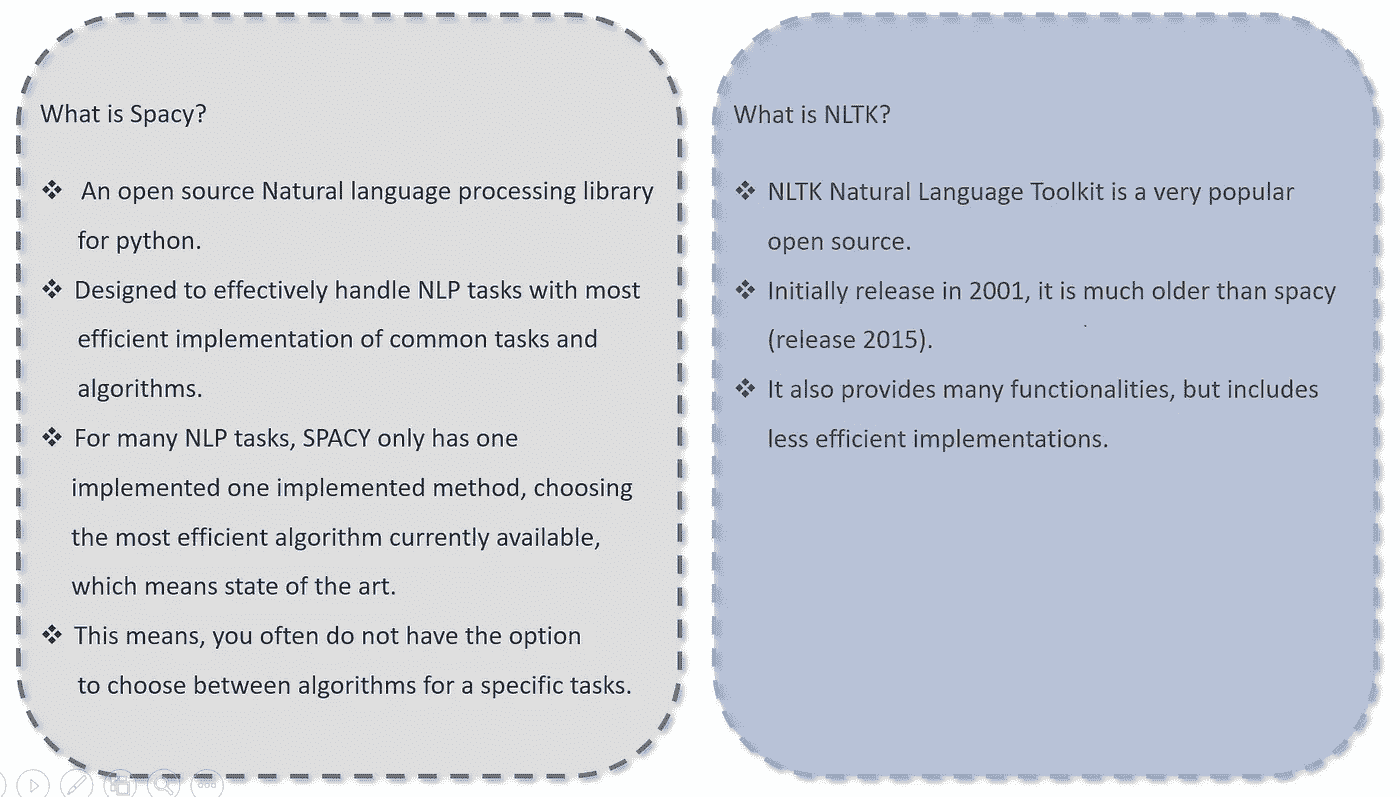 What is Spacy?
❖ An open source Natural language processing library
for python.
❖ Designed to effectively handle NLP tasks with most
efficient implementation of common tasks and
algorithms.
❖ For many NLP tasks, SPACY only has one
implemented one implemented method, choosing
the most efficient algorithm currently available,
which means state of the art.
❖ This means, you often do not have the option
to choose between algorithms for a specific tasks.
What is NLTK?
❖ NLTK Natural Language Toolkit is a very popular
open source.
❖ Initially release in 2001, it is much older than spacy
(release 2015).
❖ It also provides many functionalities, but includes
less efficient implementations.